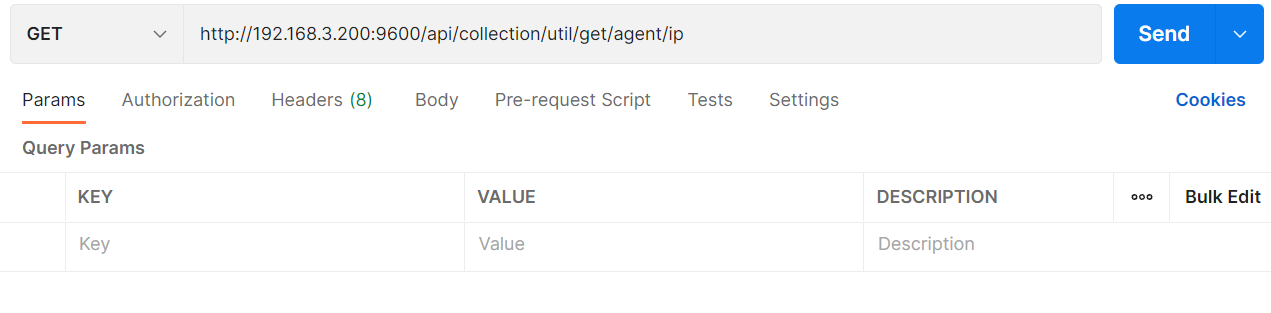 GET http://192.168.3.200:9600/api/collection/util/get/agent/ip Send
Params Authorization Headers (8) Body Pre-request Script Tests Settings Cookies
Query Params
KEY VALUE DESCRIPTION Bulk Edit
Key Value Description